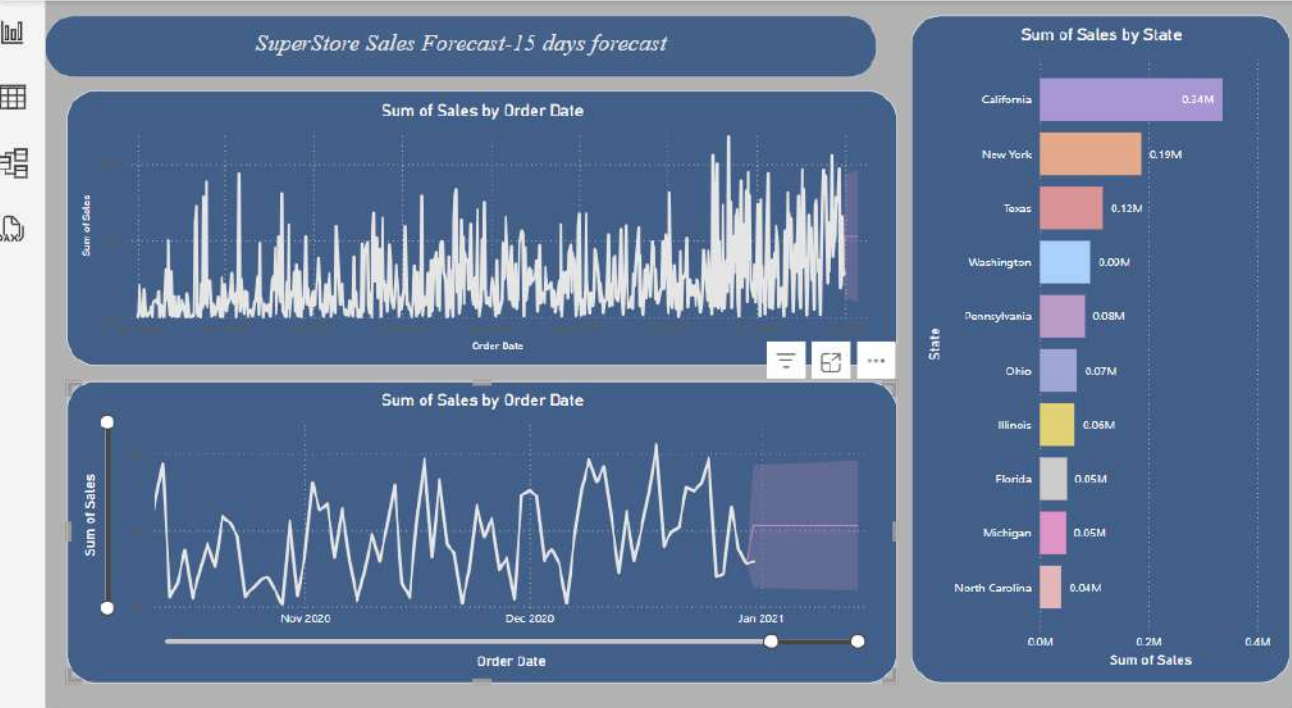 SuperStore Sales Forecast-15 days forecast
Sum of Sales by Order Date
Sum of Sales
Order Date
Sum of Sales by Order Date
Sum of Sales
Nov 2020
Dec 2020
Jan 2021
Order Date
Sum of Sales by State
State
California
0.34M
New York
0.19M
Texas
0.12M
Washington
0.09M
Pennsylvania
0.08M
Ohio
0.07M
Illinois
0.06M
Florida
0.05M
Michigan
0.05M
North Carolina
0.04M
0.0M
0.2M
0.4M
Sum of Sales